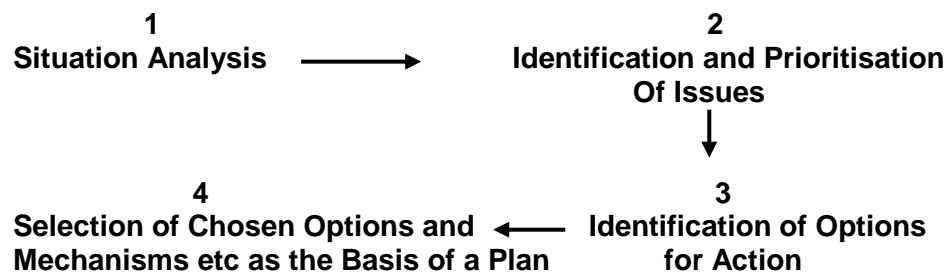 1
Situation Analysis
2
Identification and Prioritisation
Of Issues
3
Identification of Options
for Action
4
Selection of Chosen Options and
Mechanisms etc as the Basis of a Plan